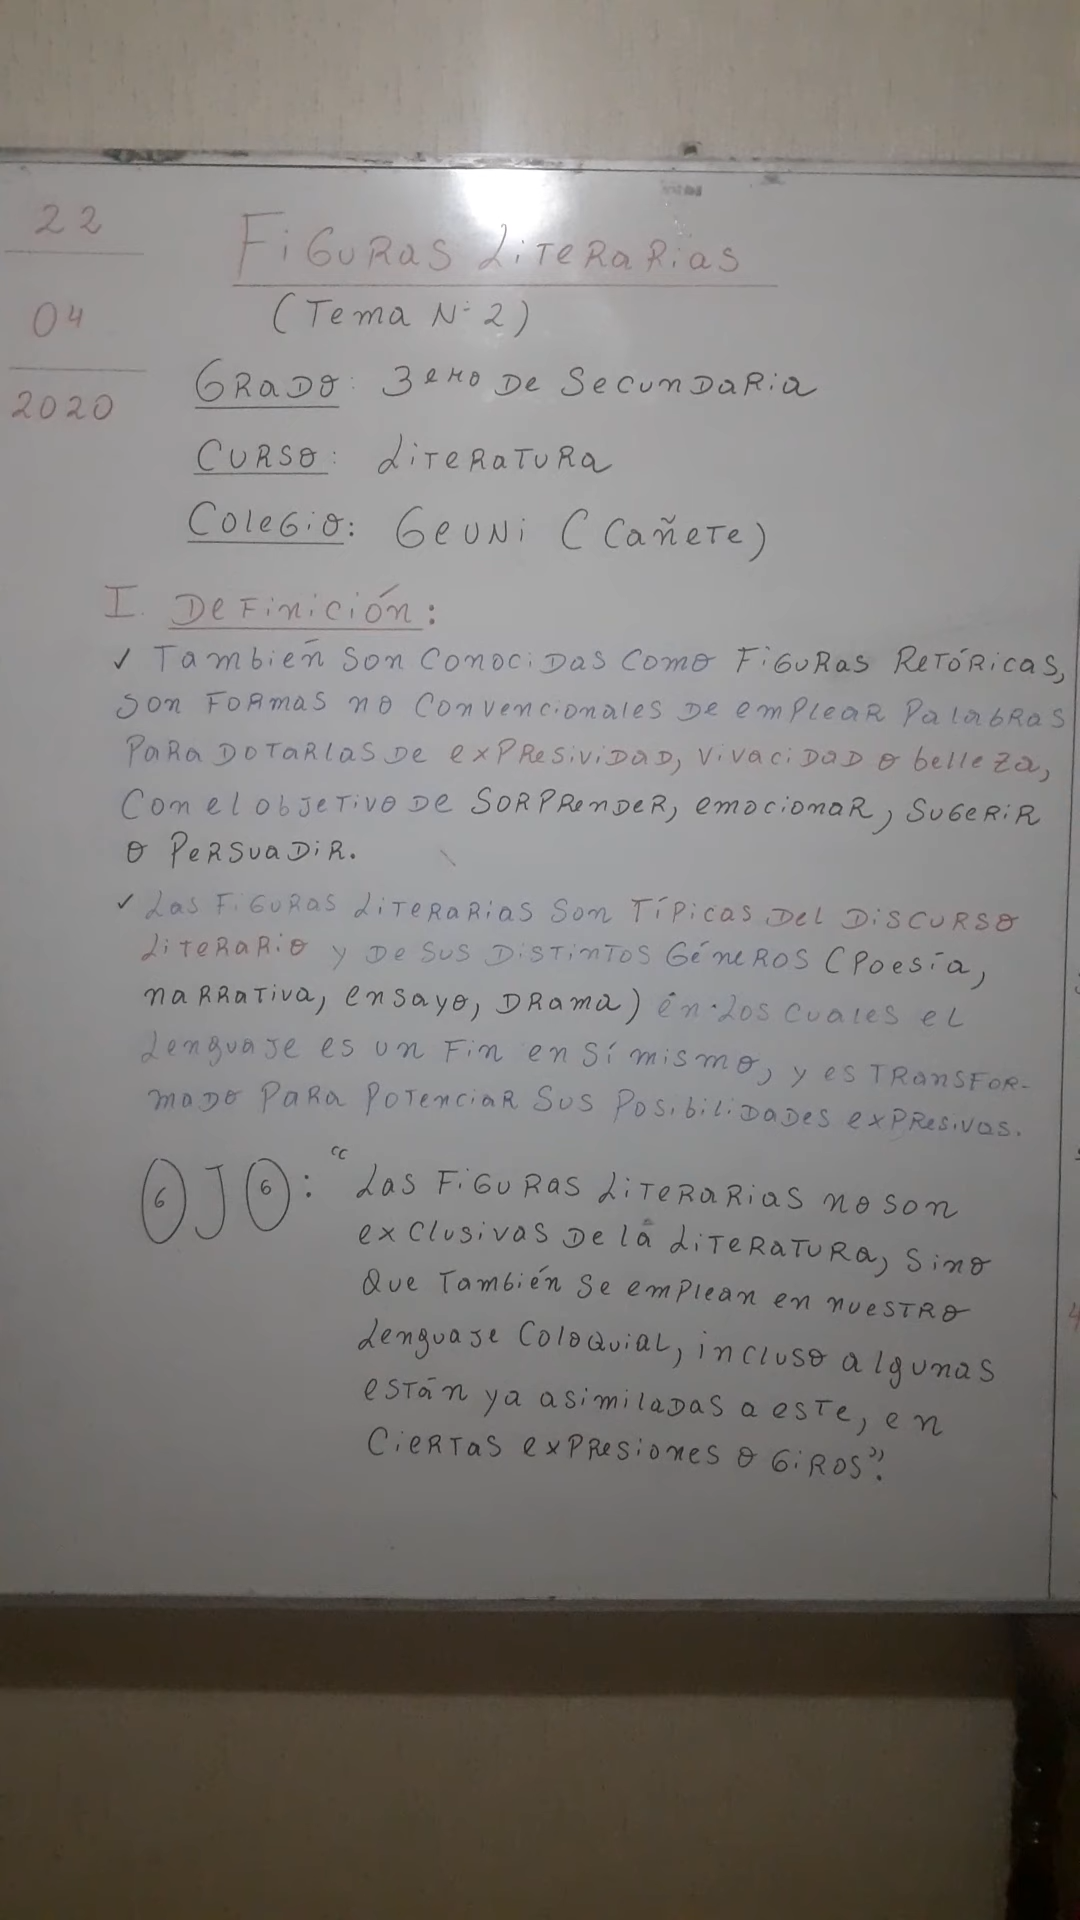 22
04
2020
FIGURAS LITERARIAS
(Tema N° 2)
GRADO: 3ero DE SECUNDARIA
CURSO: LITERATURA
COLEGIO: GEUNI (CAÑETE)
I. DEFINICIÓN:
✓ También son conocidas como FIGURAS RETÓRICAS,
son formas no convencionales de emplear palabras
para dotarlas de expresividad, vivacidad o belleza,
con el objetivo de sorprender, emocionar, sugerir
o persuadir.
✓ Las figuras literarias son típicas del discurso
literario y de sus distintos géneros (poesía,
narrativa, ensayo, drama) en los cuales el
lenguaje es un fin en sí mismo, y es transfor-
mado para potenciar sus posibilidades expresivas.
OJO: "Las figuras literarias no son
exclusivas de la literatura, sino
que también se emplean en nuestro
lenguaje coloquial, incluso algunas
están ya asimiladas a este, en
ciertas expresiones o giros".